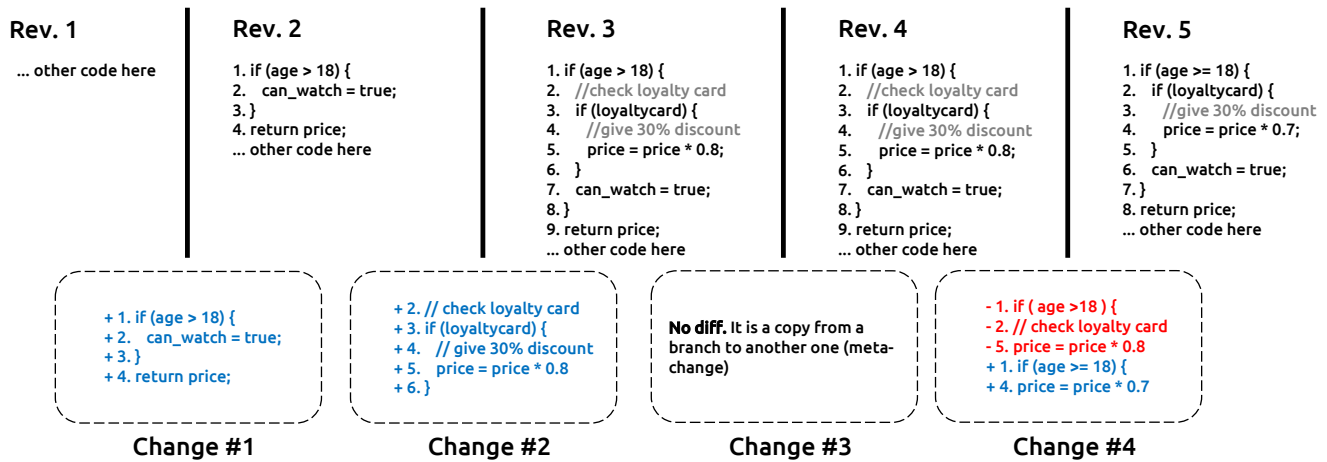 Rev. 1
... other code here
Rev. 2
1. if (age > 18) {
2. can_watch = true;
3. }
4. return price;
... other code here
Rev. 3
1. if (age > 18) {
2. //check loyalty card
3. if (loyaltycard) {
4. //give 30% discount
5. price = price * 0.8;
6. }
7. can_watch = true;
8. }
9. return price;
... other code here
Rev. 4
1. if (age > 18) {
2. //check loyalty card
3. if (loyaltycard) {
4. //give 30% discount
5. price = price * 0.8;
6. }
7. can_watch = true;
8. }
9. return price;
... other code here
Rev. 5
1. if (age >= 18) {
2. if (loyaltycard) {
3. //give 30% discount
4. price = price * 0.7;
5. }
6. can_watch = true;
7. }
8. return price;
... other code here
+ 1. if (age > 18) {
+ 2. can_watch = true;
+ 3. }
+ 4. return price;
Change #1
+ 2. // check loyalty card
+ 3. if (loyaltycard) {
+ 4. // give 30% discount
+ 5. price = price * 0.8
+ 6. }
Change #2
No diff. It is a copy from a
branch to another one (meta-
change)
Change #3
- 1. if ( age >18 ) {
- 2. // check loyalty card
- 5. price = price * 0.8
+ 1. if (age >= 18) {
+ 4. price = price * 0.7
Change #4